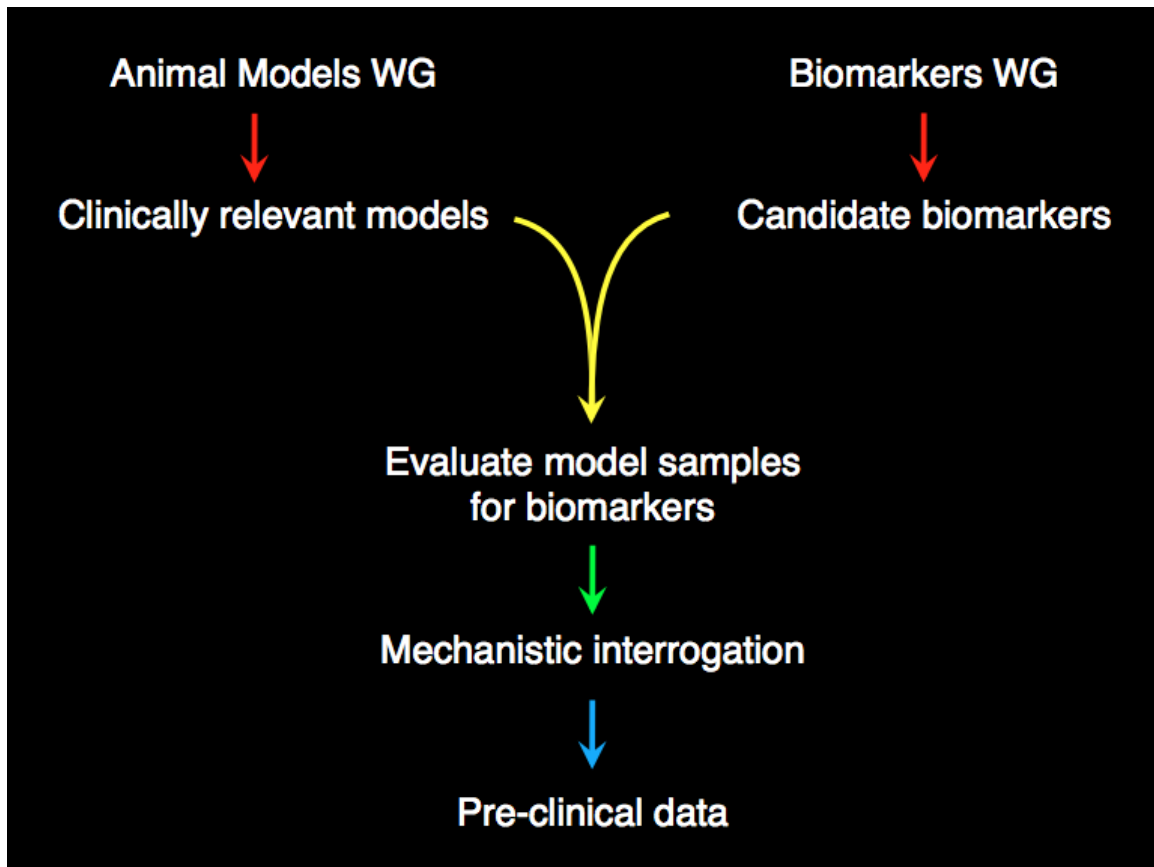 Animal Models WG
Biomarkers WG
Clinically relevant models
Candidate biomarkers
Evaluate model samples
for biomarkers
Mechanistic interrogation
Pre-clinical data